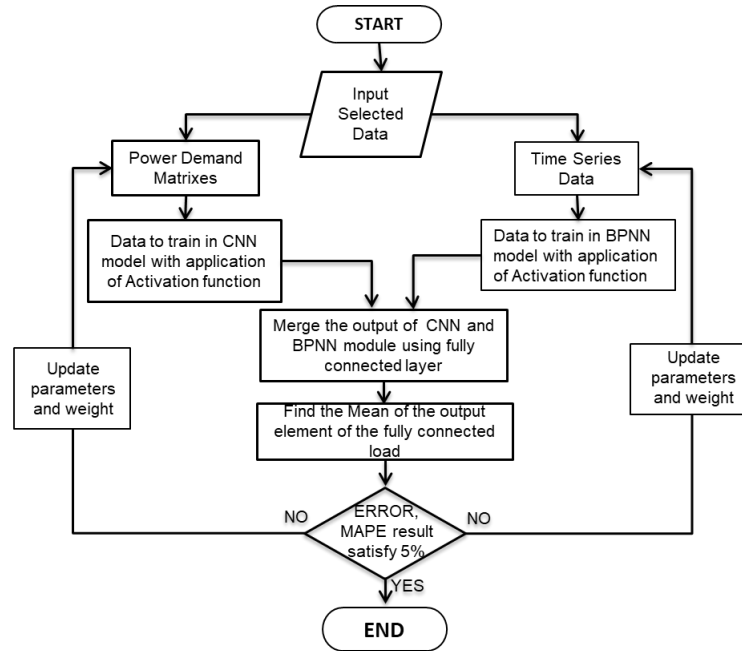 START
Input
Selected
Data
Power Demand
Matrixes
Time Series
Data
Data to train in CNN
model with application
of Activation function
Data to train in BPNN
model with application
of Activation function
Merge the output of CNN and
BPNN module using fully
connected layer
Update
parameters
and weight
Update
parameters
and weight
Find the Mean of the output
element of the fully connected
load
ERROR,
MAPE result
satisfy 5%
NO
NO
YES
END